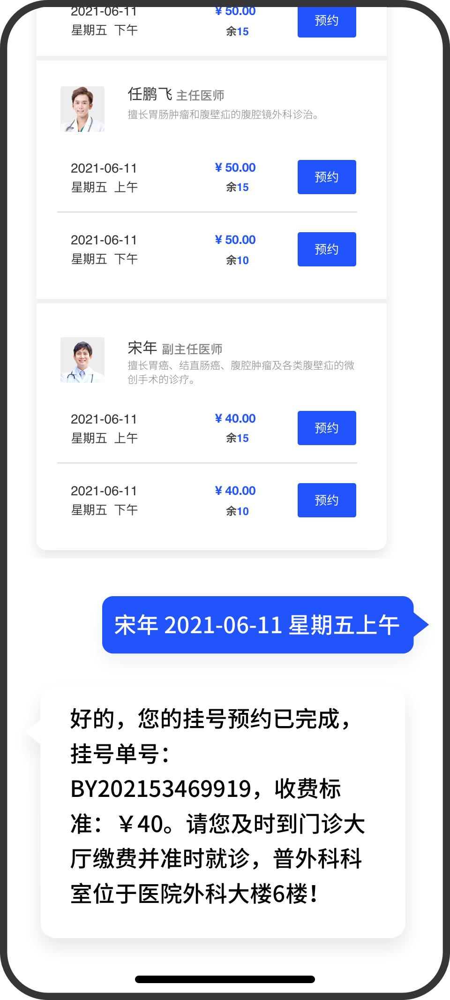 2021-06-11
¥ 50.00
星期五 下午
余15
预约
任鹏飞 主任医师
擅长胃肠肿瘤和腹壁疝的腹腔镜外科诊治。
2021-06-11
¥ 50.00
星期五 上午
余15
预约
2021-06-11
¥ 50.00
星期五 下午
余10
预约
宋年 副主任医师
擅长胃癌、结直肠癌、腹腔肿瘤及各类腹壁疝的微
创手术的诊疗。
2021-06-11
¥ 40.00
星期五 上午
余15
预约
2021-06-11
¥ 40.00
星期五 下午
余10
预约
宋年 2021-06-11 星期五上午
好的，您的挂号预约已完成，
挂号单号：
BY202153469919，收费标
准：￥40。请您及时到门诊大
厅缴费并准时就诊，普外科科
室位于医院外科大楼6楼！